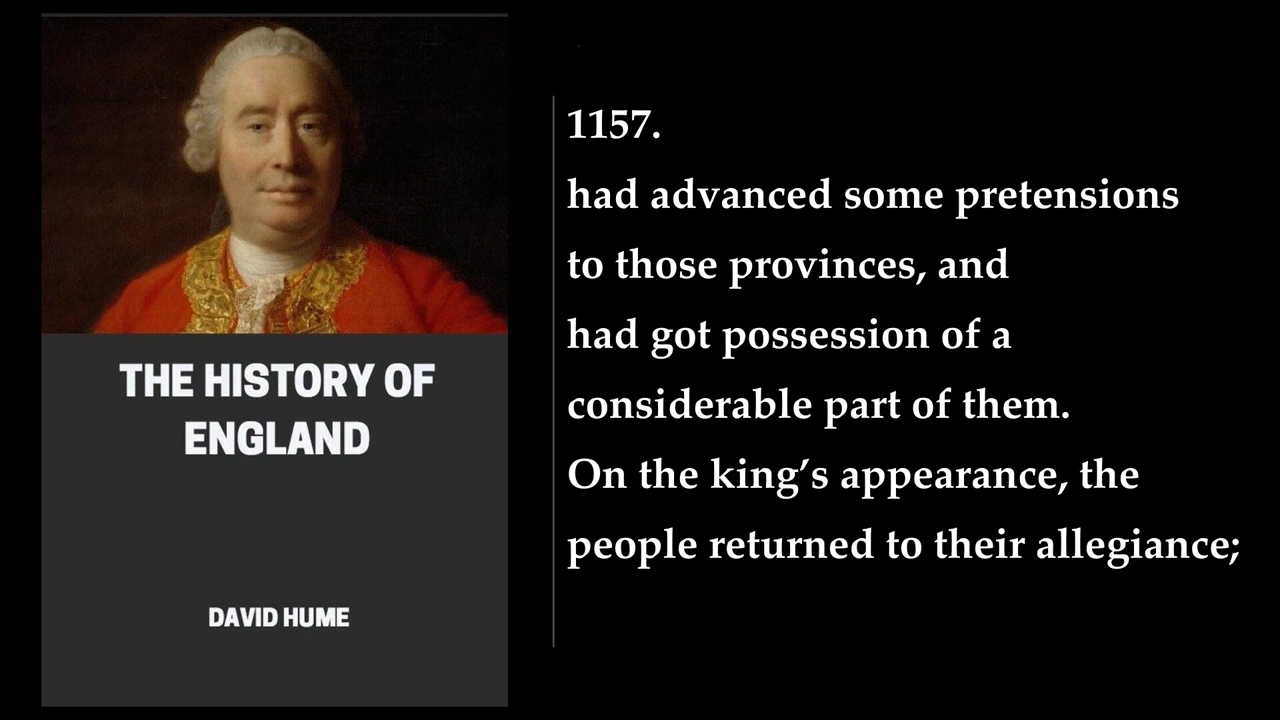 THE HISTORY OF
ENGLAND
DAVID HUME
1157.
had advanced some pretensions
to those provinces, and
had got possession of a
considerable part of them.
On the king’s appearance, the
people returned to their allegiance;